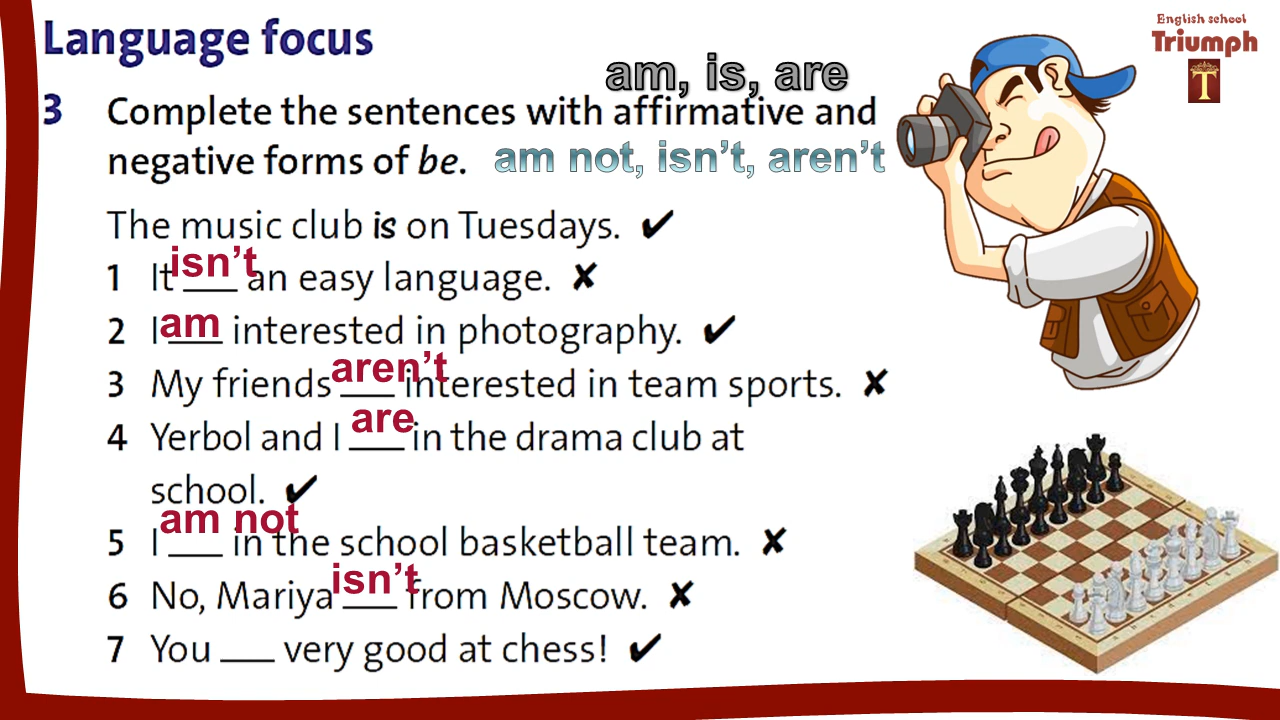 Language focus
English school
Triumph
T
am, is, are
3 Complete the sentences with affirmative and
negative forms of be. am not, isn’t, aren’t
The music club is on Tuesdays. ✔
1 It isn’t an easy language. ✘
2 I am interested in photography. ✔
3 My friends aren’t interested in team sports. ✘
4 Yerbol and I are in the drama club at
school. ✔
5 I am not in the school basketball team. ✘
6 No, Mariya isn’t from Moscow. ✘
7 You ___ very good at chess! ✔